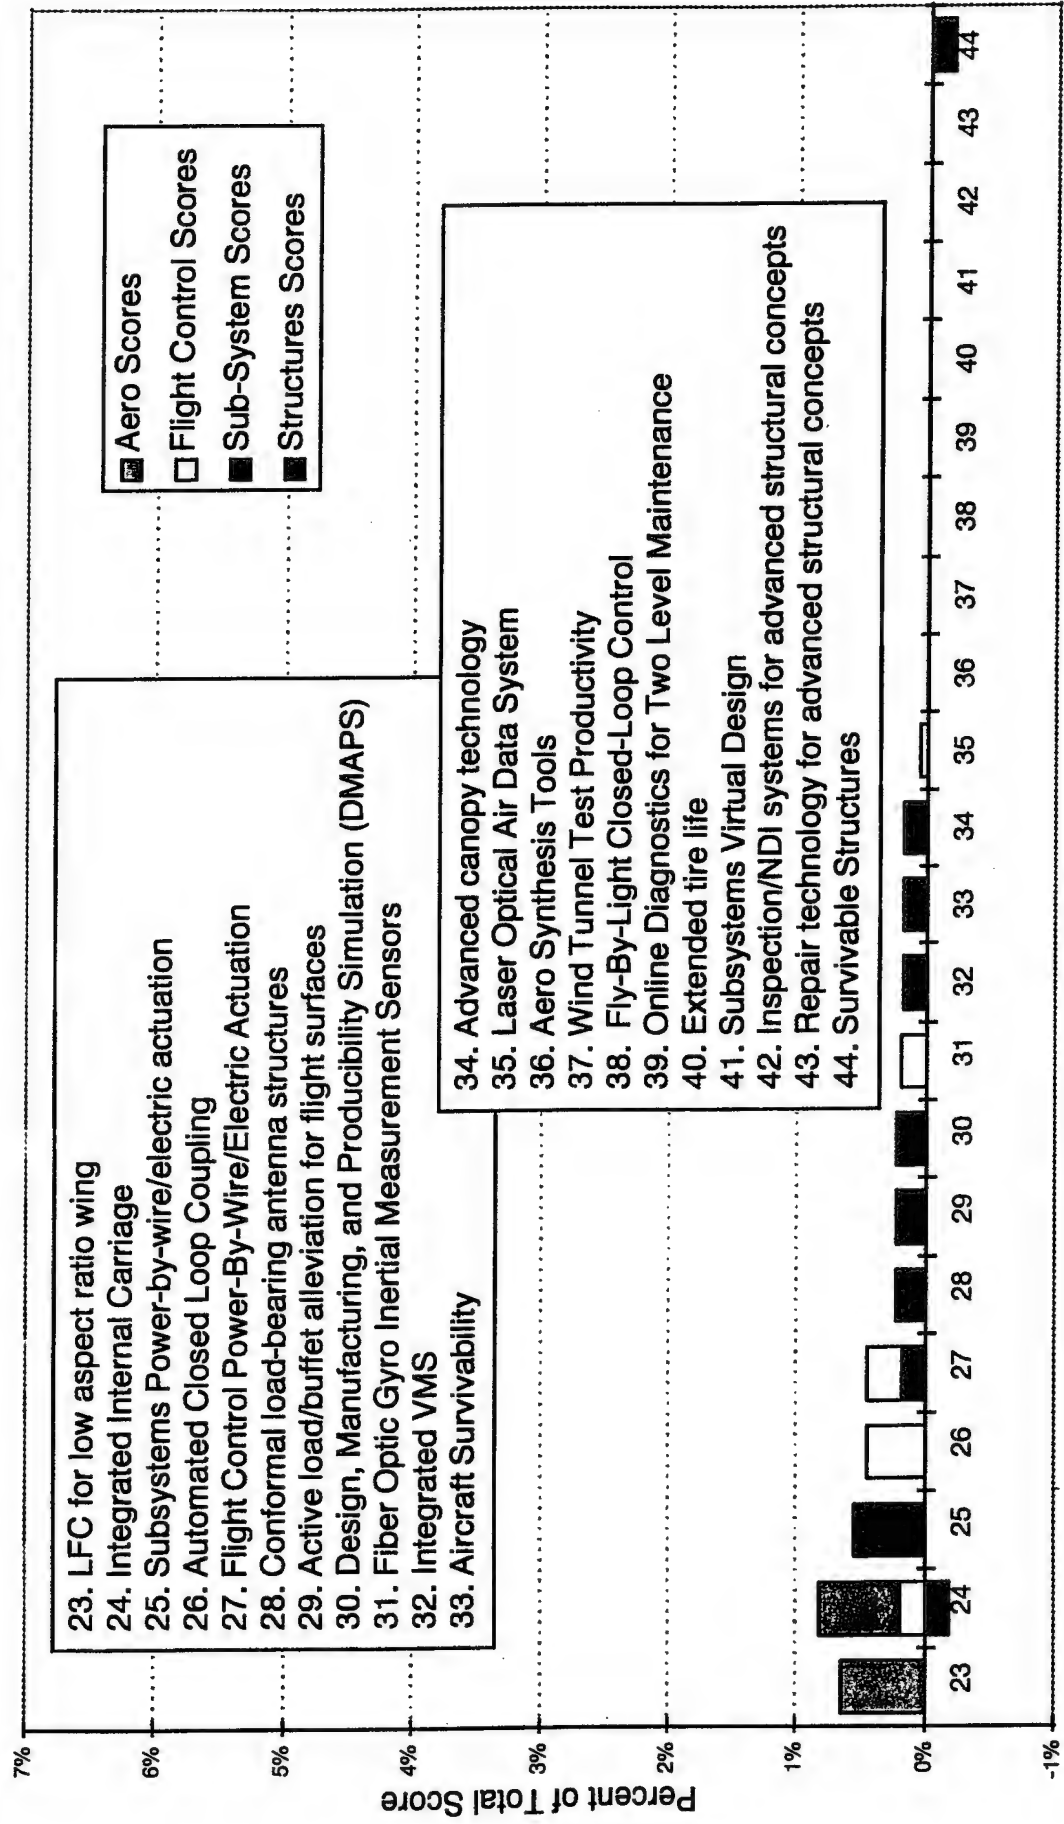 Percent of Total Score
7%
6%
5%
4%
3%
2%
1%
0%
-1%
Aero Scores
Flight Control Scores
Sub-System Scores
Structures Scores
23. LFC for low aspect ratio wing
24. Integrated Internal Carriage
25. Subsystems Power-by-wire/electric actuation
26. Automated Closed Loop Coupling
27. Flight Control Power-By-Wire/Electric Actuation
28. Conformal load-bearing antenna structures
29. Active load/buffet alleviation for flight surfaces
30. Design, Manufacturing, and Producibility Simulation (DMAPS)
31. Fiber Optic Gyro Inertial Measurement Sensors
32. Integrated VMS
33. Aircraft Survivability
34. Advanced canopy technology
35. Laser Optical Air Data System
36. Aero Synthesis Tools
37. Wind Tunnel Test Productivity
38. Fly-By-Light Closed-Loop Control
39. Online Diagnostics for Two Level Maintenance
40. Extended tire life
41. Subsystems Virtual Design
42. Inspection/NDI systems for advanced structural concepts
43. Repair technology for advanced structural concepts
44. Survivable Structures
23 24 25 26 27 28 29 30 31 32 33 34 35 36 37 38 39 40 41 42 43 44